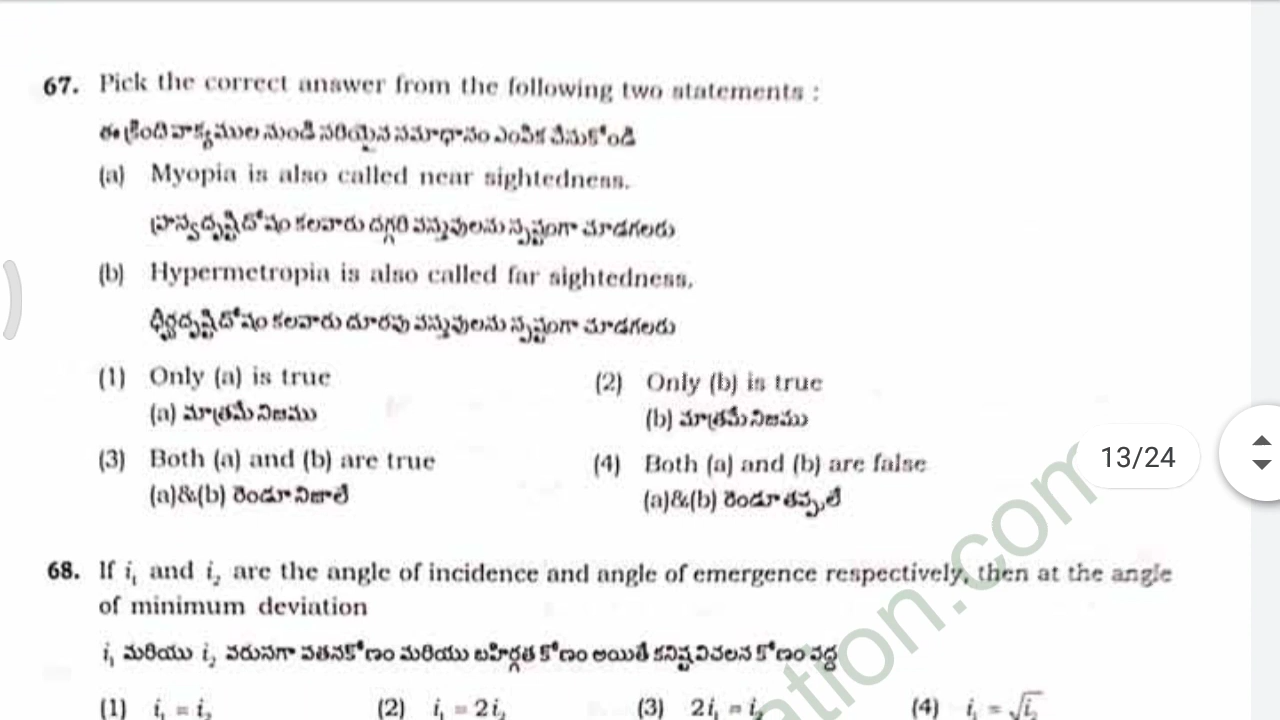 67. Pick the correct answer from the following two statements :
ఈ క్రింది వాక్యముల నుండి సరియైన సమాధానం ఎంపిక చేసుకోండి
(a) Myopia is also called near sightedness.
హ్రస్వదృష్టిదోషం కలవారు దగ్గరి వస్తువులను స్పష్టంగా చూడగలరు
(b) Hypermetropia is also called far sightedness.
ధీర్ఘదృష్టిదోషం కలవారు దూరపు వస్తువులను స్పష్టంగా చూడగలరు
(1) Only (a) is true (2) Only (b) is true
(a) మాత్రమే నిజము (b) మాత్రమే నిజము
(3) Both (a) and (b) are true (4) Both (a) and (b) are false
(a)&(b) రెండూ నిజాలే (a)&(b) రెండూ తప్పులే
13/24
68. If i₁ and i₂ are the angle of incidence and angle of emergence respectively, then at the angle
of minimum deviation
i₁ మరియు i₂ వరుసగా పతనకోణం మరియు బహిర్గత కోణం అయితే కనిష్ట విచలన కోణం వద్ద
(1) i₁ = i₂ (2) i₁ = 2i₂ (3) 2i₁ = i₂ (4) i₁ = √i₂
ation.com